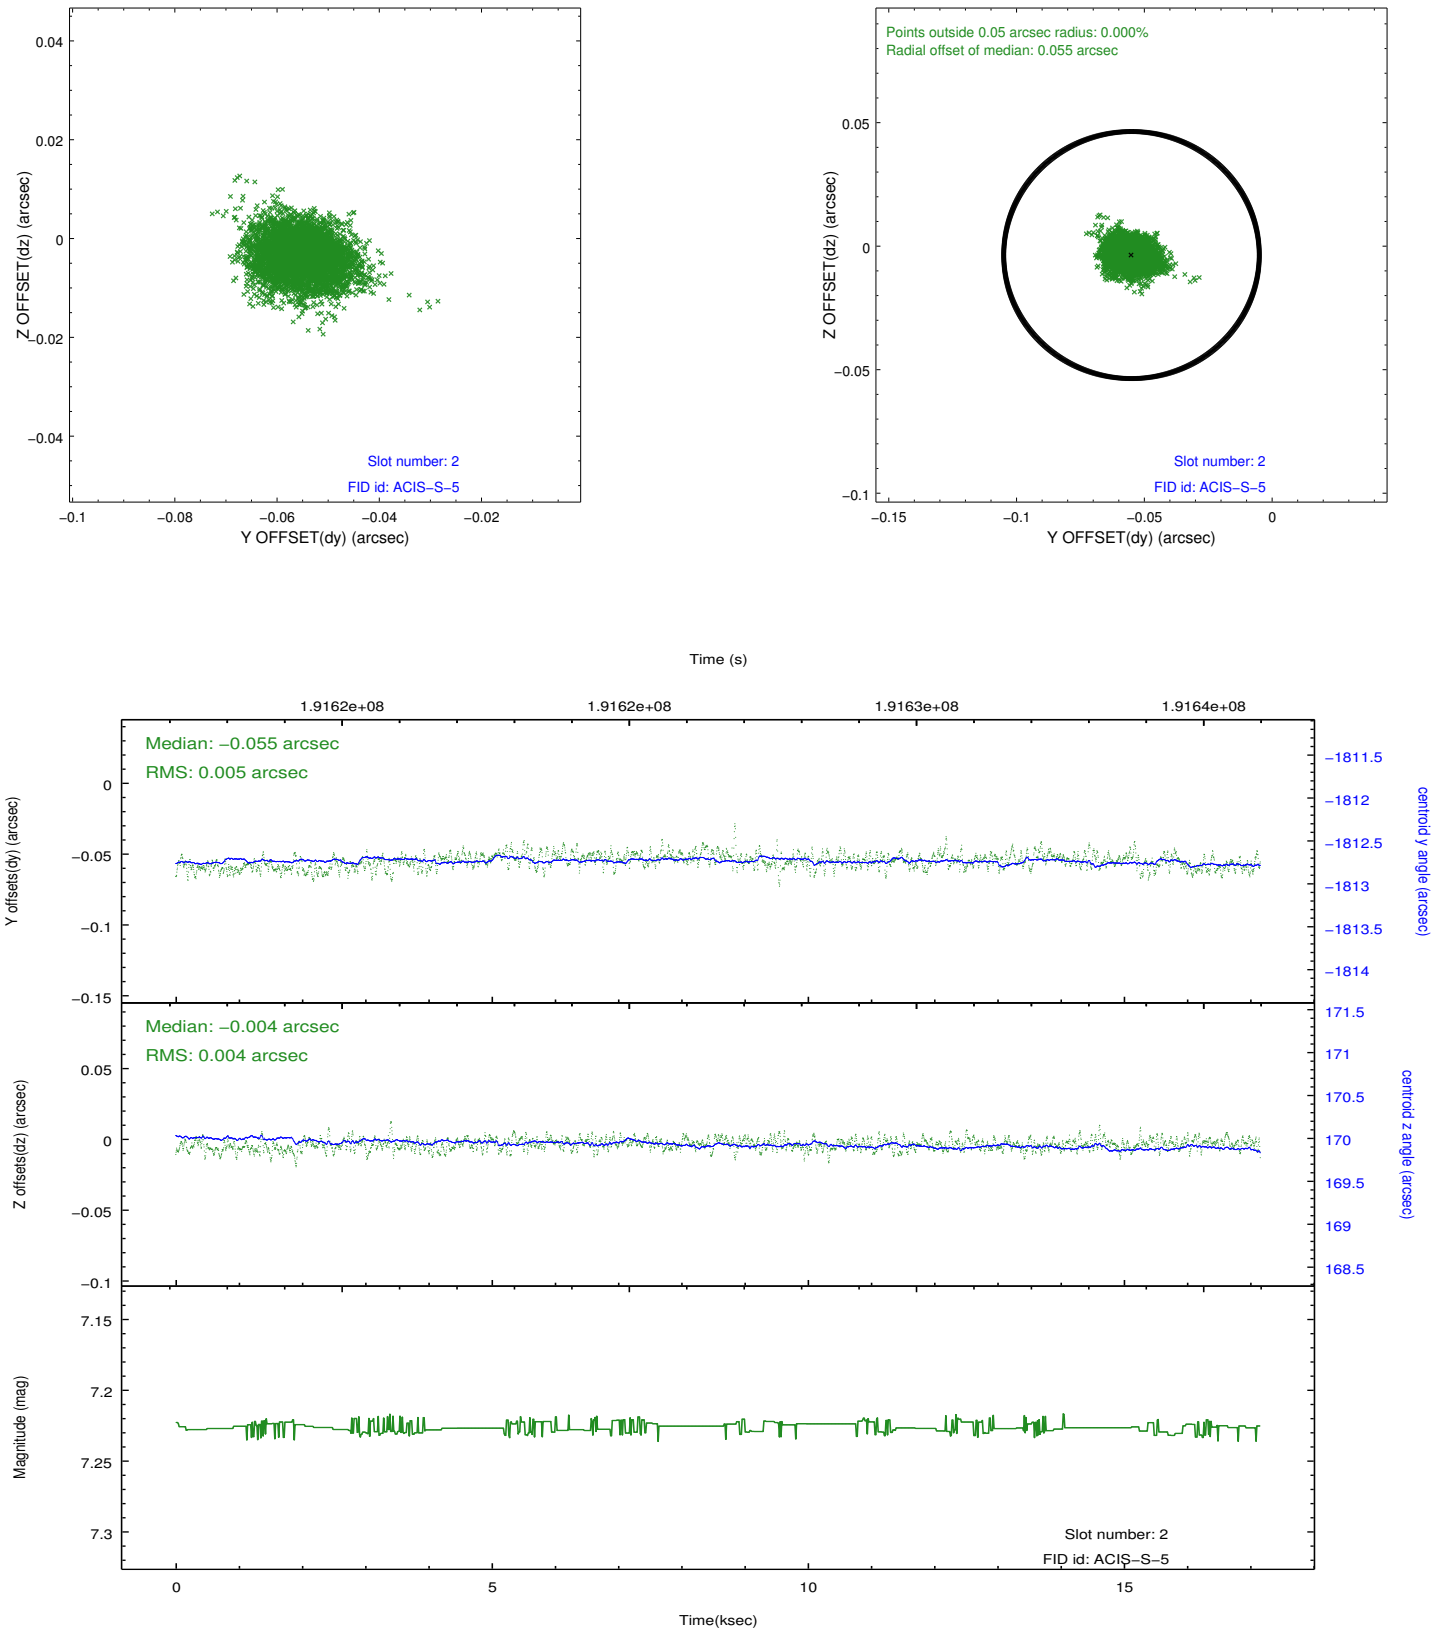 0.04
0.02
0
−0.02
−0.04
Z OFFSET(dz) (arcsec)
Slot number: 2
FID id: ACIS−S−5
−0.1
−0.08
−0.06
−0.04
−0.02
Y OFFSET(dy) (arcsec)
Points outside 0.05 arcsec radius: 0.000%
Radial offset of median: 0.055 arcsec
0.05
0
−0.05
−0.1
Z OFFSET(dz) (arcsec)
Slot number: 2
FID id: ACIS−S−5
−0.15
−0.1
−0.05
0
Y OFFSET(dy) (arcsec)
Time (s)
1.9162e+08
1.9162e+08
1.9163e+08
1.9164e+08
Median: −0.055 arcsec
RMS: 0.005 arcsec
0
−0.05
−0.1
−0.15
Y offsets(dy) (arcsec)
−1811.5
−1812
−1812.5
−1813
−1813.5
−1814
centroid y angle (arcsec)
Median: −0.004 arcsec
RMS: 0.004 arcsec
0.05
0
−0.05
−0.1
Z offsets(dz) (arcsec)
171.5
171
170.5
170
169.5
169
168.5
centroid z angle (arcsec)
7.15
7.2
7.25
7.3
Magnitude (mag)
Slot number: 2
FID id: ACIS−S−5
0
5
10
15
Time(ksec)